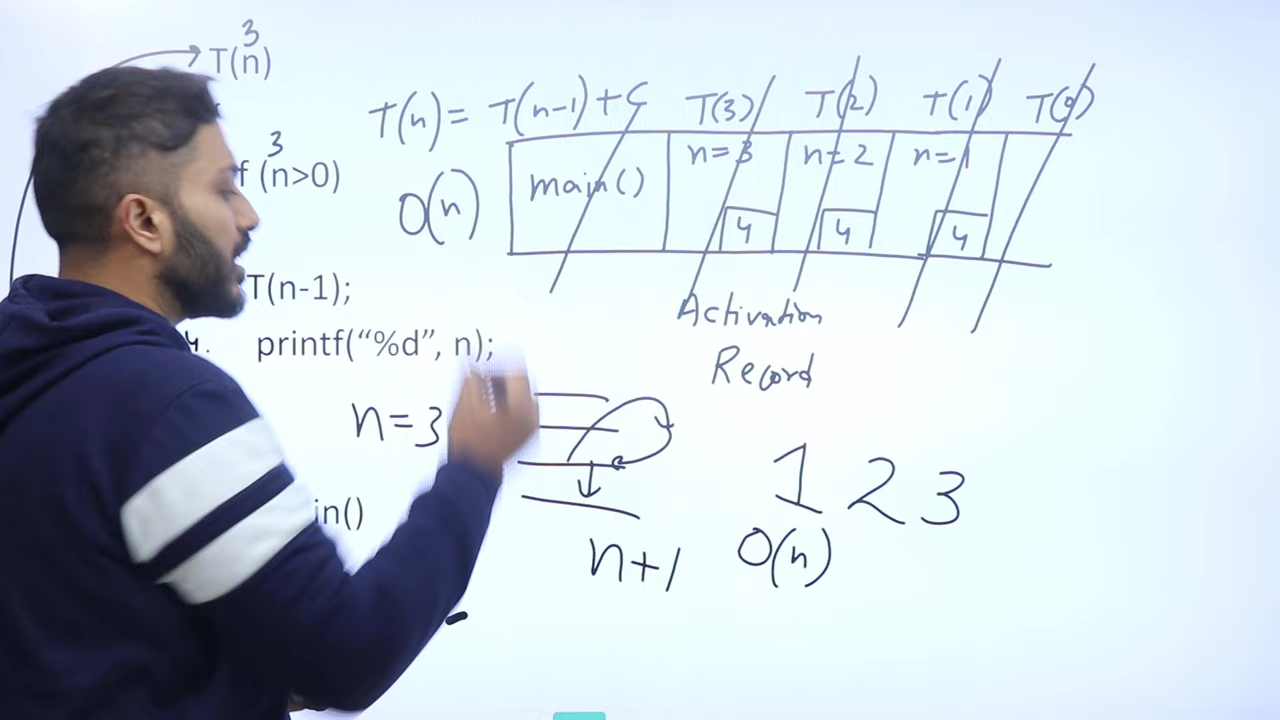 3
T(n)
3
f (n>0)
T(n-1);
4. printf("%d", n);
in()
T(n) = T(n-1)+C T(3) T(2) T(1) T(0)
main() n=3 n=2 n=1
4 4 4
O(n)
Activation
Record
n=3
1 2 3
n+1 O(n)